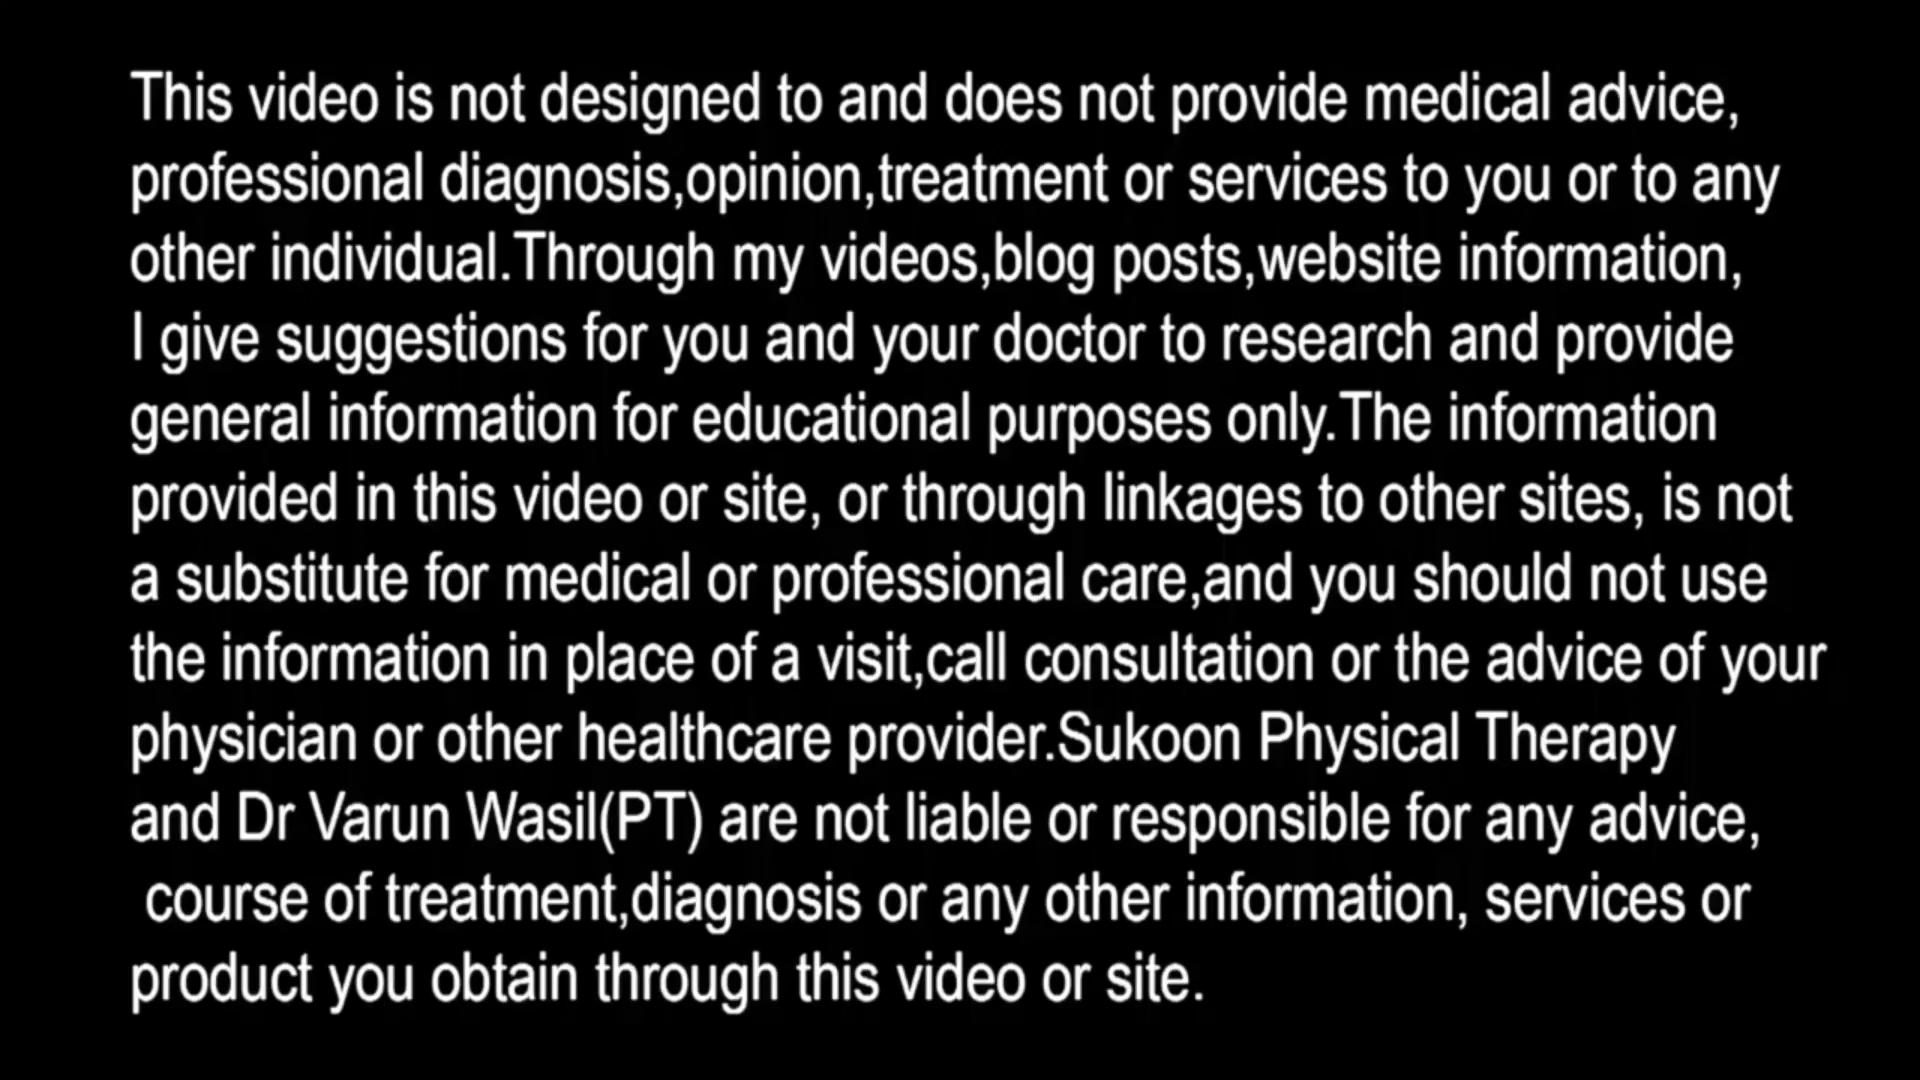 This video is not designed to and does not provide medical advice,
professional diagnosis,opinion,treatment or services to you or to any
other individual.Through my videos,blog posts,website information,
I give suggestions for you and your doctor to research and provide
general information for educational purposes only.The information
provided in this video or site, or through linkages to other sites, is not
a substitute for medical or professional care,and you should not use
the information in place of a visit,call consultation or the advice of your
physician or other healthcare provider.Sukoon Physical Therapy
and Dr Varun Wasil(PT) are not liable or responsible for any advice,
course of treatment,diagnosis or any other information, services or
product you obtain through this video or site.